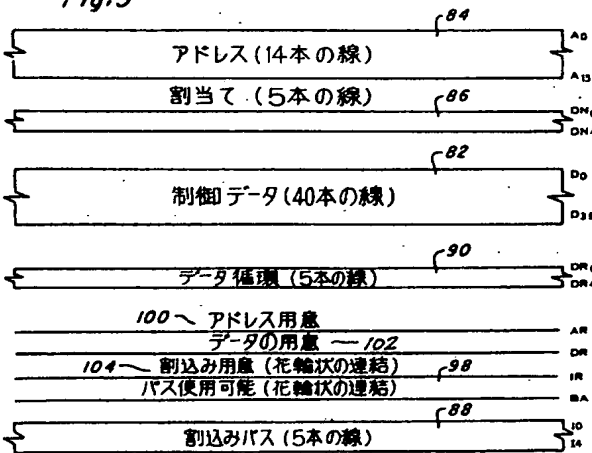 Fig.5
84
アドレス(14本の線)
A0
A13
割当て (5本の線)
86
DN0
DN4
82
制御データ(40本の線)
D0
D39
90
データ循環(5本の線)
DR0
DR4
100 アドレス用意
AR
データの用意 102
DR
104 割込み用意(花輪状の連結)
98
IR
バス使用可能(花輪状の連結)
BA
88
割込みバス(5本の線)
I0
I4